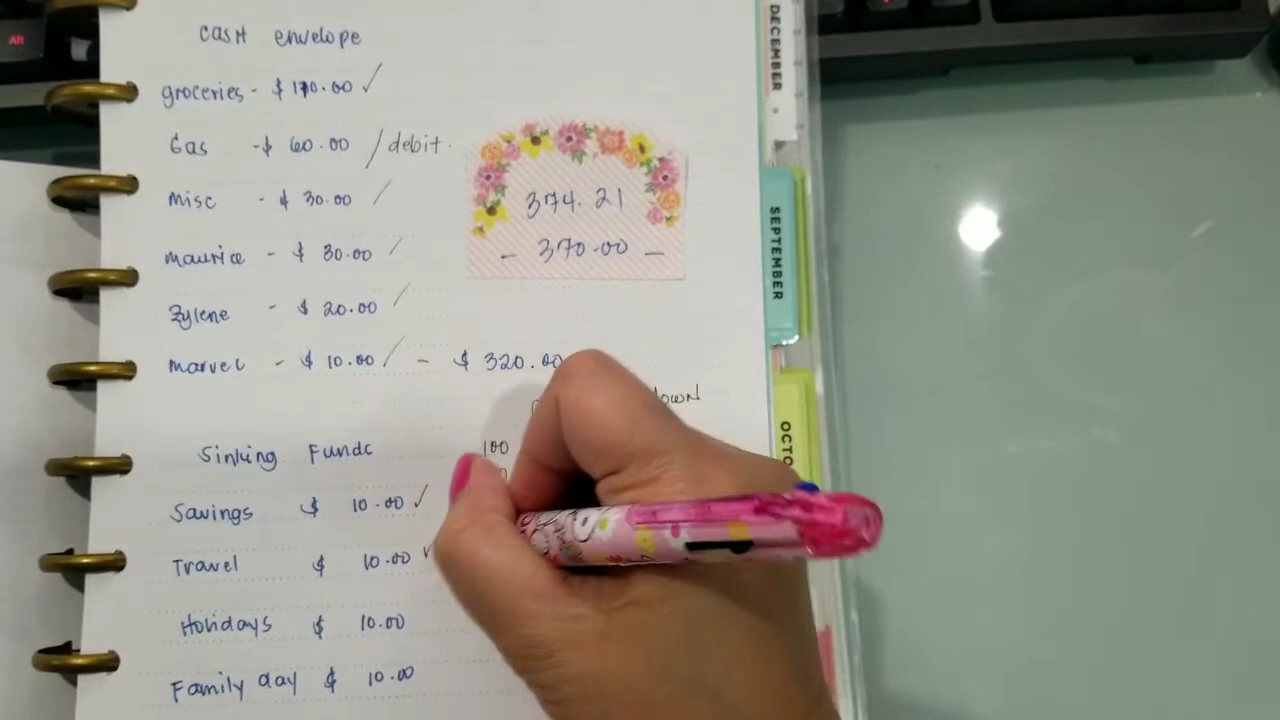 cash envelope
groceries - $ 170.00 ✓
Gas - $ 60.00 / debit.
misc - $ 30.00 /
maurice - $ 30.00 /
Zylene - $ 20.00 /
marvel - $ 10.00 / - $ 320.00
374.21
- 370.00 -
100
Sinking Funds
Savings $ 10.00 ✓
Travel $ 10.00 ✓
Holidays $ 10.00
Family day $ 10.00
DECEMBER
SEPTEMBER
OCTO